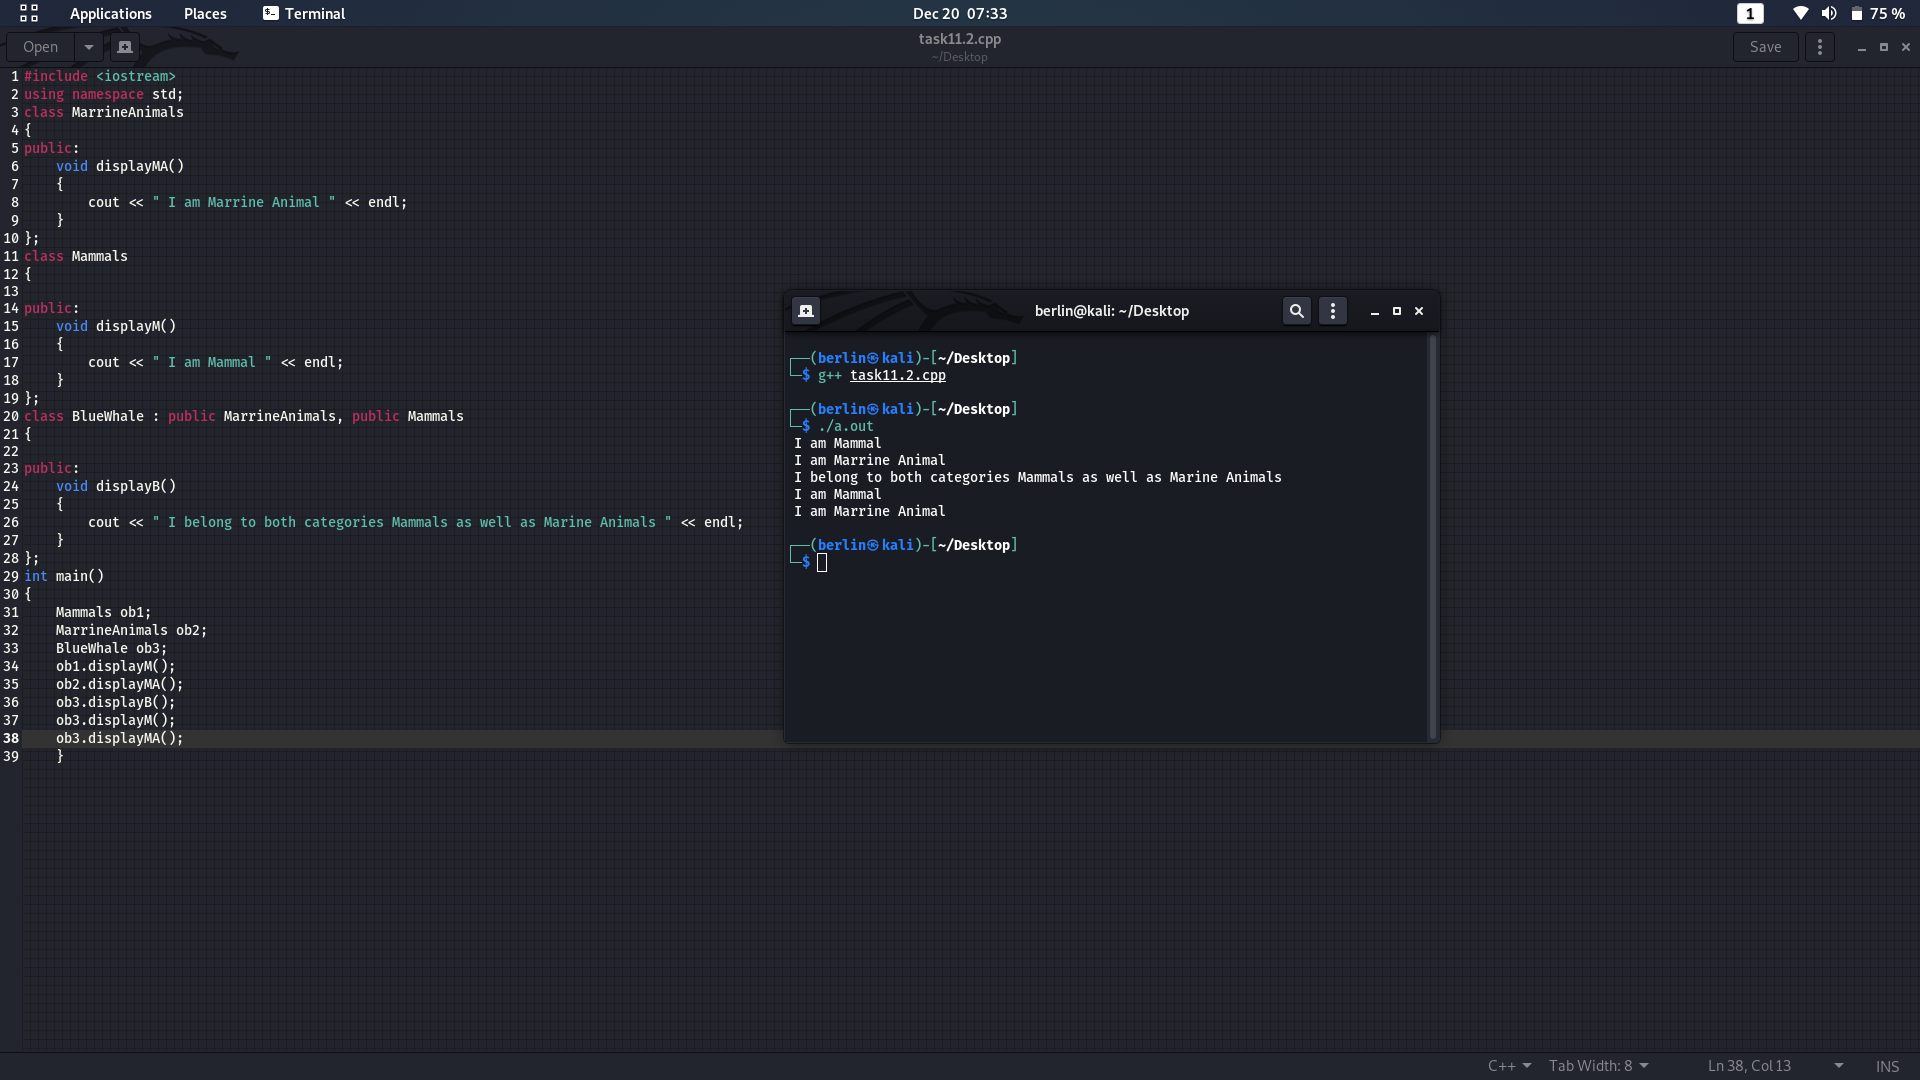 Applications Places Terminal Dec 20 07:33 1 75 %
Open task11.2.cpp Save
~/Desktop
1 #include <iostream>
2 using namespace std;
3 class MarrineAnimals
4 {
5 public:
6     void displayMA()
7     {
8         cout << " I am Marrine Animal " << endl;
9     }
10 };
11 class Mammals
12 {
13
14 public:
15     void displayM()
16     {
17         cout << " I am Mammal " << endl;
18     }
19 };
20 class BlueWhale : public MarrineAnimals, public Mammals
21 {
22
23 public:
24     void displayB()
25     {
26         cout << " I belong to both categories Mammals as well as Marine Animals " << endl;
27     }
28 };
29 int main()
30 {
31     Mammals ob1;
32     MarrineAnimals ob2;
33     BlueWhale ob3;
34     ob1.displayM();
35     ob2.displayMA();
36     ob3.displayB();
37     ob3.displayM();
38     ob3.displayMA();
39     }
berlin@kali: ~/Desktop
┌──(berlin㉿kali)-[~/Desktop]
└─$ g++ task11.2.cpp
┌──(berlin㉿kali)-[~/Desktop]
└─$ ./a.out
I am Mammal
I am Marrine Animal
I belong to both categories Mammals as well as Marine Animals
I am Mammal
I am Marrine Animal
┌──(berlin㉿kali)-[~/Desktop]
└─$
C++ Tab Width: 8 Ln 38, Col 13 INS